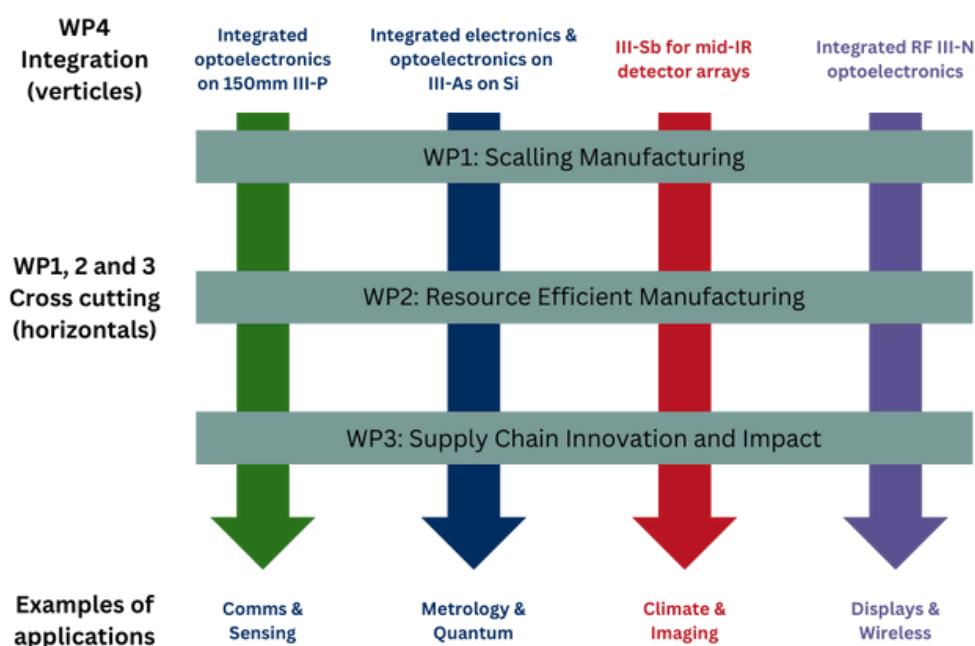 WP4
Integration
(verticles)
Integrated
optoelectronics
on 150mm III-P
Integrated electronics &
optoelectronics on
III-As on Si
III-Sb for mid-IR
detector arrays
Integrated RF III-N
optoelectronics
WP1: Scalling Manufacturing
WP1, 2 and 3
Cross cutting
(horizontals)
WP2: Resource Efficient Manufacturing
WP3: Supply Chain Innovation and Impact
Examples of
applications
Comms &
Sensing
Metrology &
Quantum
Climate &
Imaging
Displays &
Wireless